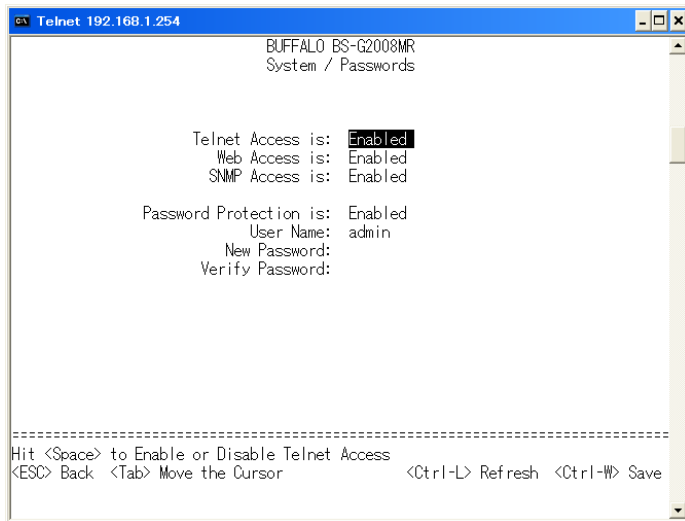 Telnet 192.168.1.254
BUFFALO BS-G2008MR
System / Passwords
Telnet Access is: Enabled
Web Access is: Enabled
SNMP Access is: Enabled
Password Protection is: Enabled
User Name: admin
New Password:
Verify Password:
================================================================================
Hit <Space> to Enable or Disable Telnet Access
<ESC> Back <Tab> Move the Cursor <Ctrl-L> Refresh <Ctrl-W> Save